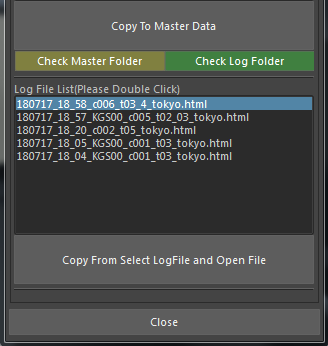 Copy To Master Data
Check Master Folder
Check Log Folder
Log File List(Please Double Click)
180717_18_58_c006_t03_4_tokyo.html
180717_18_57_KGS00_c005_t02_03_tokyo.html
180717_18_20_c002_t05_tokyo.html
180717_18_05_KGS00_c001_t03_tokyo.html
180717_18_04_KGS00_c001_t03_tokyo.html
Copy From Select LogFile and Open File
Close